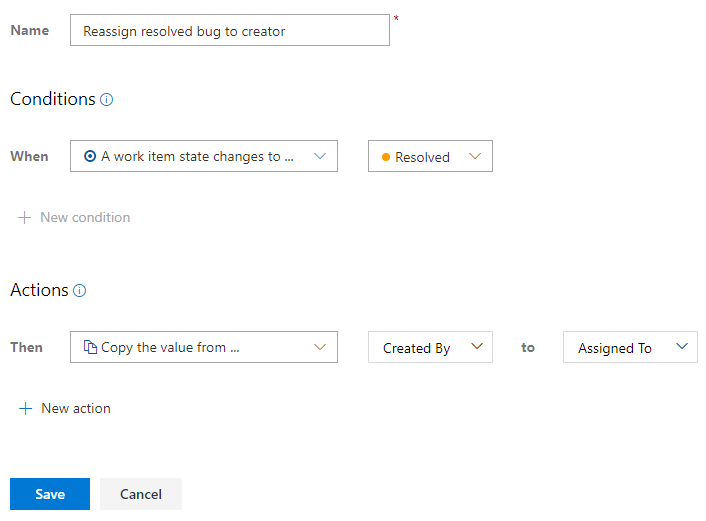 Name Reassign resolved bug to creator *
Conditions
When A work item state changes to ... Resolved
New condition
Actions
Then Copy the value from ... Created By to Assigned To
New action
Save Cancel